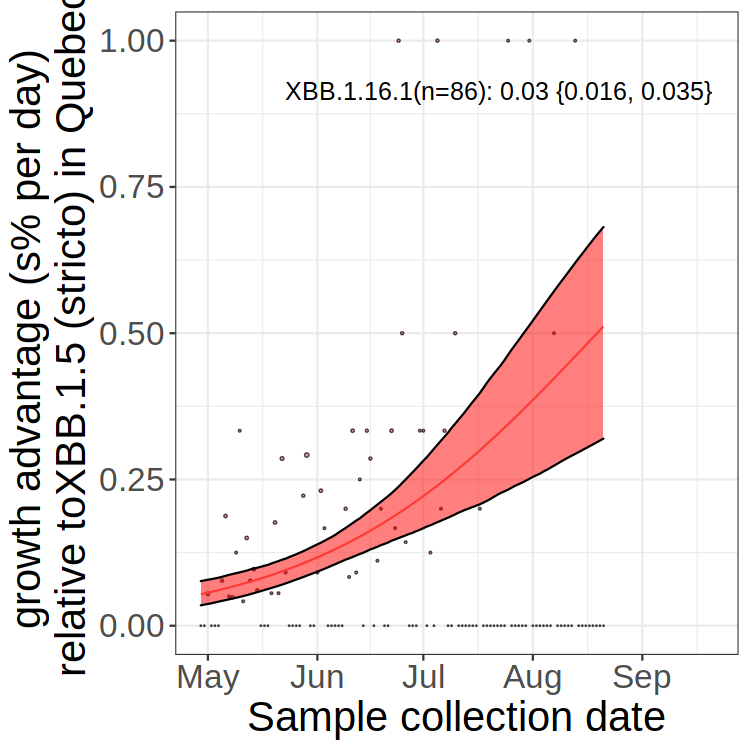 growth advantage (s% per day)
relative toXBB.1.5 (stricto) in Quebec
1.00
0.75
0.50
0.25
0.00
XBB.1.16.1(n=86): 0.03 {0.016, 0.035}
May Jun Jul Aug Sep
Sample collection date